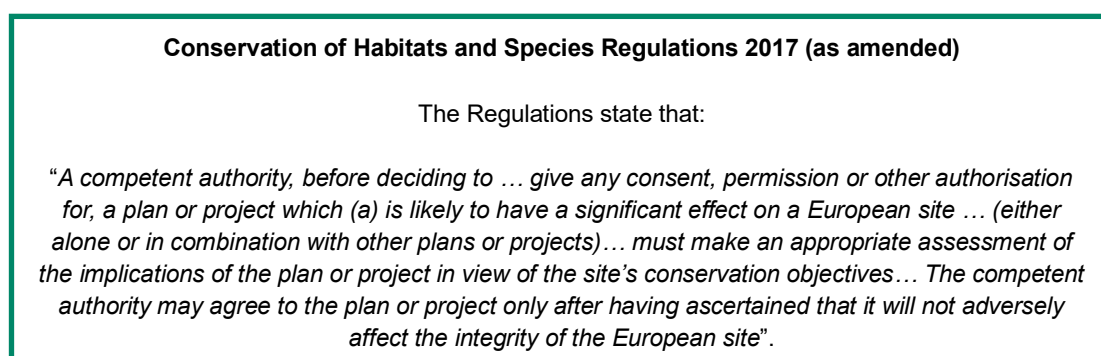 Conservation of Habitats and Species Regulations 2017 (as amended)
The Regulations state that:
“A competent authority, before deciding to … give any consent, permission or other authorisation
for, a plan or project which (a) is likely to have a significant effect on a European site … (either
alone or in combination with other plans or projects)… must make an appropriate assessment of
the implications of the plan or project in view of the site’s conservation objectives… The competent
authority may agree to the plan or project only after having ascertained that it will not adversely
affect the integrity of the European site”.